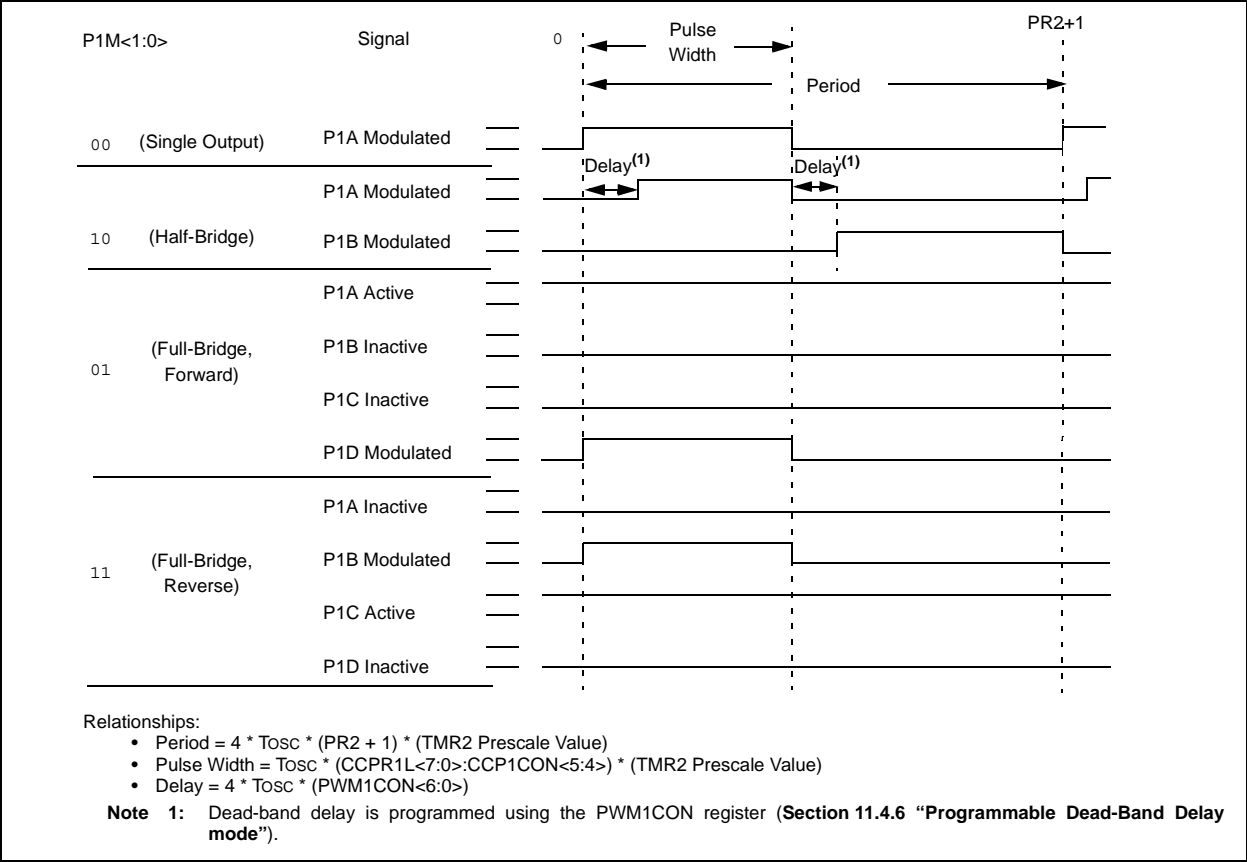 P1M<1:0> Signal 0 Pulse Width PR2+1
Period
00 (Single Output) P1A Modulated
Delay(1) Delay(1)
P1A Modulated
10 (Half-Bridge) P1B Modulated
P1A Active
01 (Full-Bridge, Forward) P1B Inactive
P1C Inactive
P1D Modulated
P1A Inactive
11 (Full-Bridge, Reverse) P1B Modulated
P1C Active
P1D Inactive
Relationships:
• Period = 4 * TOSC * (PR2 + 1) * (TMR2 Prescale Value)
• Pulse Width = TOSC * (CCPR1L<7:0>:CCP1CON<5:4>) * (TMR2 Prescale Value)
• Delay = 4 * TOSC * (PWM1CON<6:0>)
Note 1: Dead-band delay is programmed using the PWM1CON register (Section 11.4.6 “Programmable Dead-Band Delay
mode”).